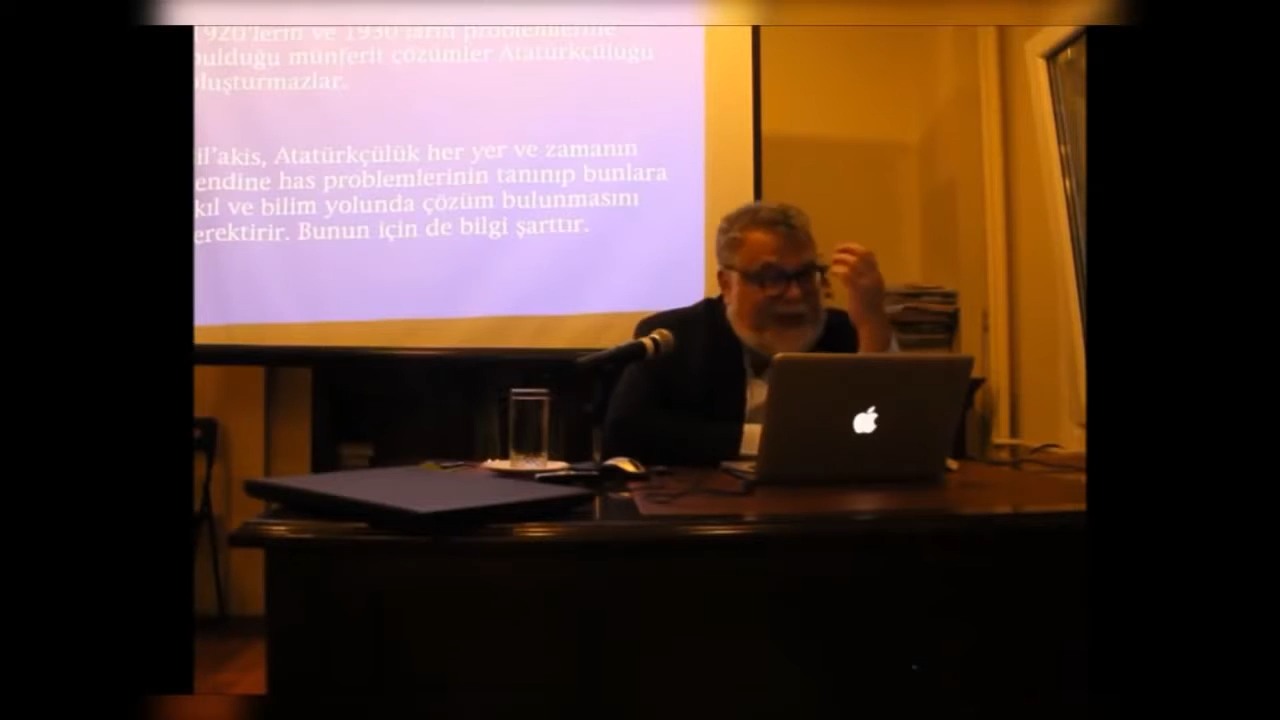 1920'lerin ve 1930'ların problemlerine
bulduğu münferit çözümler Atatürkçülüğü
oluşturmazlar.
il'akis, Atatürkçülük her yer ve zamanın
endine has problemlerinin tanınıp bunlara
kıl ve bilim yolunda çözüm bulunmasını
erektirir. Bunun için de bilgi şarttır.